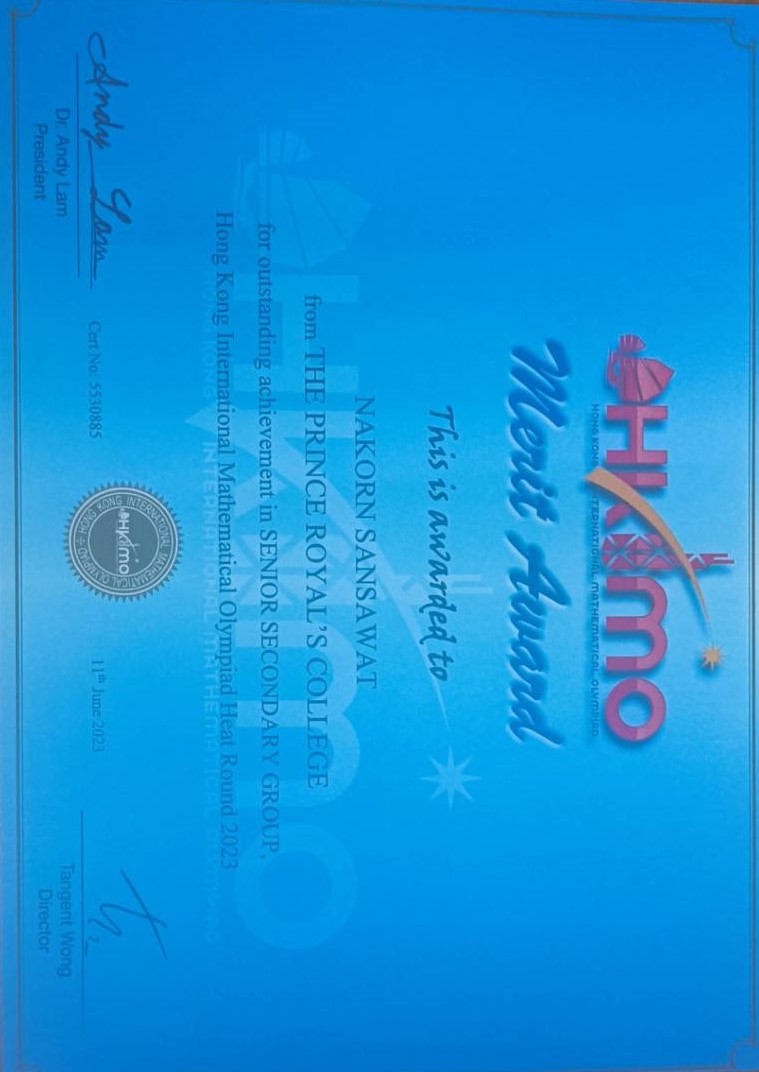 HKIMO
HONG KONG INTERNATIONAL MATHEMATICAL OLYMPIAD
Merit Award
This is awarded to
NAKORN SANSAWAT
from THE PRINCE ROYAL'S COLLEGE
for outstanding achievement in SENIOR SECONDARY GROUP,
Hong Kong International Mathematical Olympiad Heat Round 2023
Andy Lam
Dr. Andy Lam
President
Cert No: 5530885
HONG KONG INTERNATIONAL MATHEMATICAL OLYMPIAD
HKIMO
11th June 2023
Tangent Wong
Director